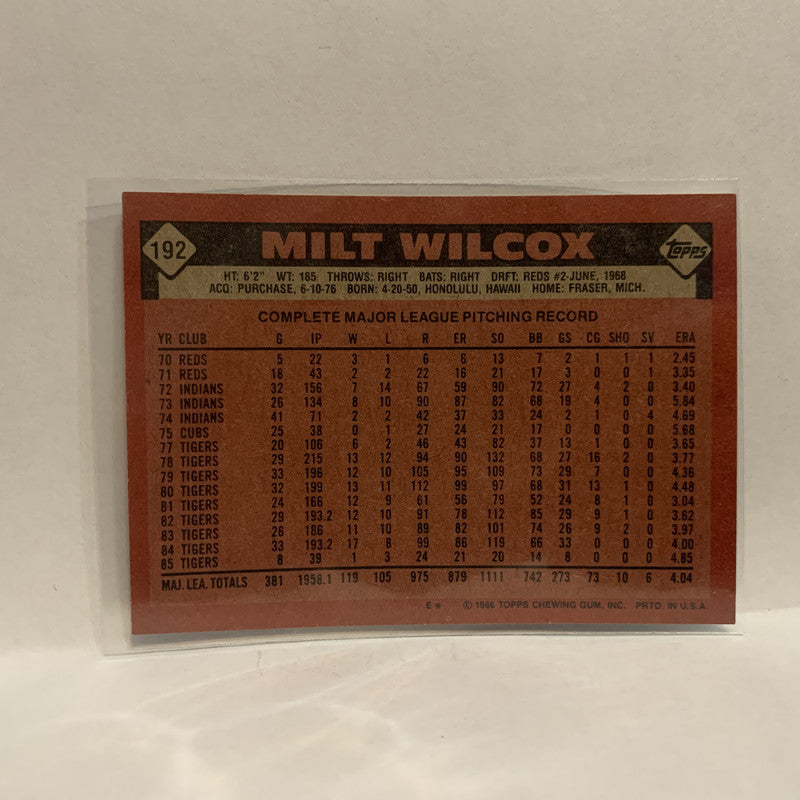 192 MILT WILCOX Topps
HT: 6'2" WT: 185 THROWS: RIGHT BATS: RIGHT DRFT: REDS #2-JUNE, 1968
ACQ: PURCHASE, 6-10-76 BORN: 4-20-50, HONOLULU, HAWAII HOME: FRASER, MICH.
COMPLETE MAJOR LEAGUE PITCHING RECORD
YR CLUB G IP W L R ER SO BB GS CG SHO SV ERA
70 REDS 5 22 3 1 6 6 13 7 2 1 1 1 2.45
71 REDS 18 43 2 2 22 16 21 17 3 0 0 1 3.35
72 INDIANS 32 156 7 14 67 59 90 72 27 4 2 0 3.40
73 INDIANS 26 134 8 10 90 87 82 68 19 4 0 0 5.84
74 INDIANS 41 71 2 2 42 37 33 24 2 1 0 4 4.69
75 CUBS 25 38 0 1 27 24 21 17 0 0 0 0 5.68
77 TIGERS 20 106 6 2 46 43 82 37 13 1 0 0 3.65
78 TIGERS 29 215 13 12 94 90 132 68 27 16 2 0 3.77
79 TIGERS 33 196 12 10 105 95 109 73 29 7 0 0 4.36
80 TIGERS 32 199 13 11 112 99 97 68 31 13 1 0 4.48
81 TIGERS 24 166 12 9 61 56 79 52 24 8 1 0 3.04
82 TIGERS 29 193.2 12 10 91 78 112 85 29 9 1 0 3.62
83 TIGERS 26 186 11 10 89 82 101 74 26 9 2 0 3.97
84 TIGERS 33 193.2 17 8 99 86 119 66 33 0 0 0 4.00
85 TIGERS 8 39 1 3 24 21 20 14 8 0 0 0 4.85
MAJ. LEA. TOTALS 381 1958.1 119 105 975 879 1111 742 273 73 10 6 4.04
E* © 1986 TOPPS CHEWING GUM, INC. PRTD. IN U.S.A.